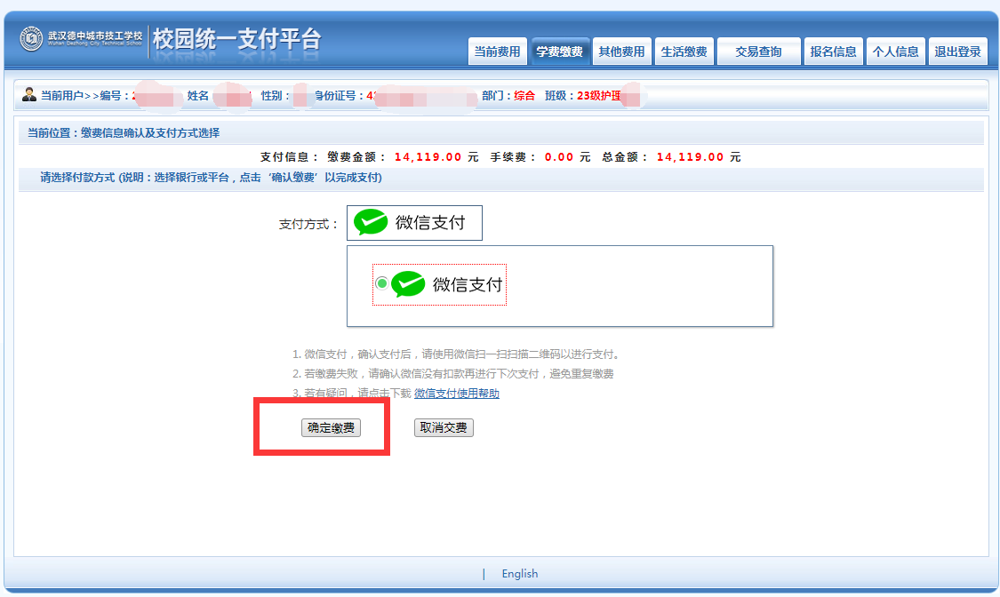 武汉德中城市技工学校 校园统一支付平台
Wuhan Dezhong City Technical School
当前费用 学费缴费 其他费用 生活缴费 交易查询 报名信息 个人信息 退出登录
当前用户>>编号：2 姓名 性别： 身份证号：42 部门：综合 班级：23级护理
当前位置：缴费信息确认及支付方式选择
支付信息： 缴费金额： 14,119.00 元 手续费： 0.00 元 总金额： 14,119.00 元
请选择付款方式 (说明：选择银行或平台，点击‘确认缴费’以完成支付)
支付方式： 微信支付
微信支付
1. 微信支付，确认支付后，请使用微信扫一扫扫描二维码以进行支付。
2. 若缴费失败，请确认微信没有扣款再进行下次支付，避免重复缴费
3. 若有疑问，请点击下载 微信支付使用帮助
确定缴费 取消交费
| English